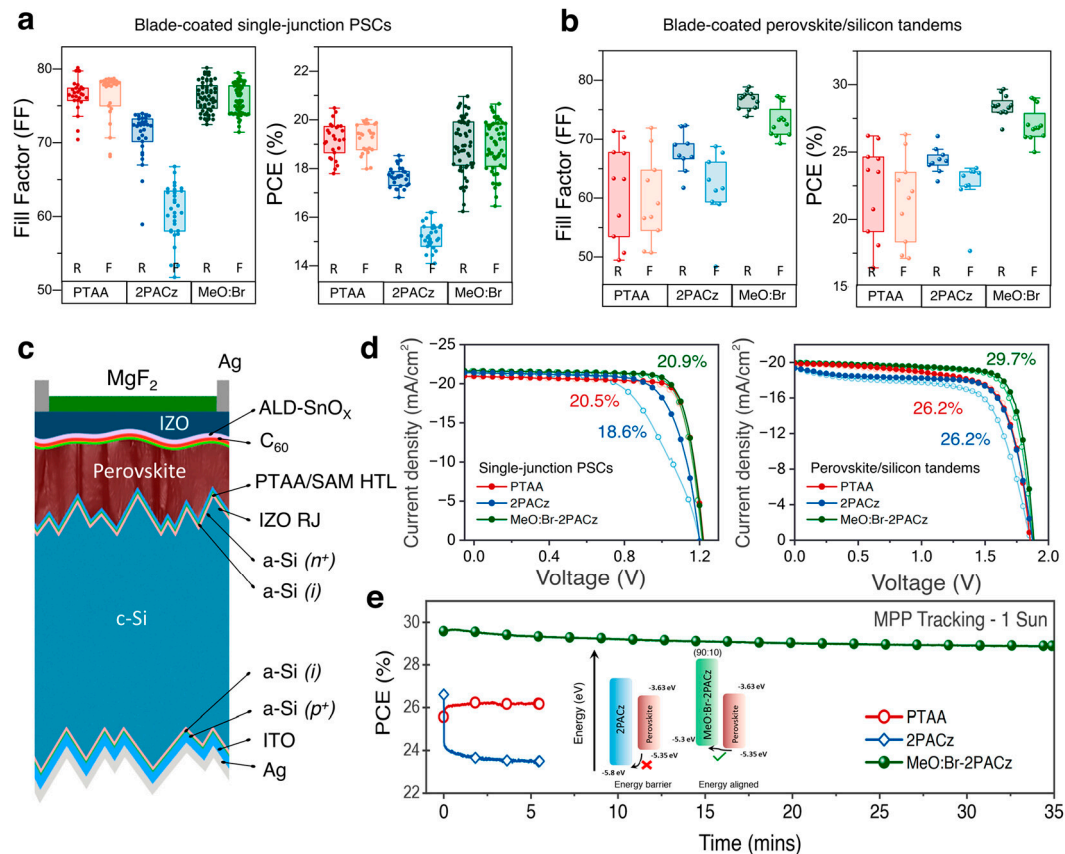 a
Blade-coated single-junction PSCs
Fill Factor (FF)
80
70
60
50
R F R F R F
PTAA 2PACz MeO:Br
PCE (%)
22
20
18
16
14
R F R F R F
PTAA 2PACz MeO:Br
b
Blade-coated perovskite/silicon tandems
Fill Factor (FF)
80
70
60
50
R F R F R F
PTAA 2PACz MeO:Br
PCE (%)
30
25
20
15
R F R F R F
PTAA 2PACz MeO:Br
c
Ag
MgF2
IZO
ALD-SnOX
C60
Perovskite
PTAA/SAM HTL
IZO RJ
a-Si (n+)
a-Si (i)
c-Si
a-Si (i)
a-Si (p+)
ITO
Ag
d
Current density (mA/cm2)
−25
−20
−15
−10
−5
0
20.9%
20.5%
18.6%
Single-junction PSCs
PTAA
2PACz
MeO:Br-2PACz
0.0 0.4 0.8 1.2
Voltage (V)
Current density (mA/cm2)
−20
−16
−12
−8
−4
0
29.7%
26.2%
26.2%
Perovskite/silicon tandems
PTAA
2PACz
MeO:Br-2PACz
0.0 0.5 1.0 1.5 2.0
Voltage (V)
e
MPP Tracking - 1 Sun
PCE (%)
30
28
26
24
22
Energy (eV)
2PACz
Perovskite
-3.63 eV
-5.35 eV
-5.8 eV
Energy barrier
(90:10)
MeO:Br-2PACz
Perovskite
-3.63 eV
-5.3 eV
-5.35 eV
Energy aligned
PTAA
2PACz
MeO:Br-2PACz
0 5 10 15 20 25 30 35
Time (mins)